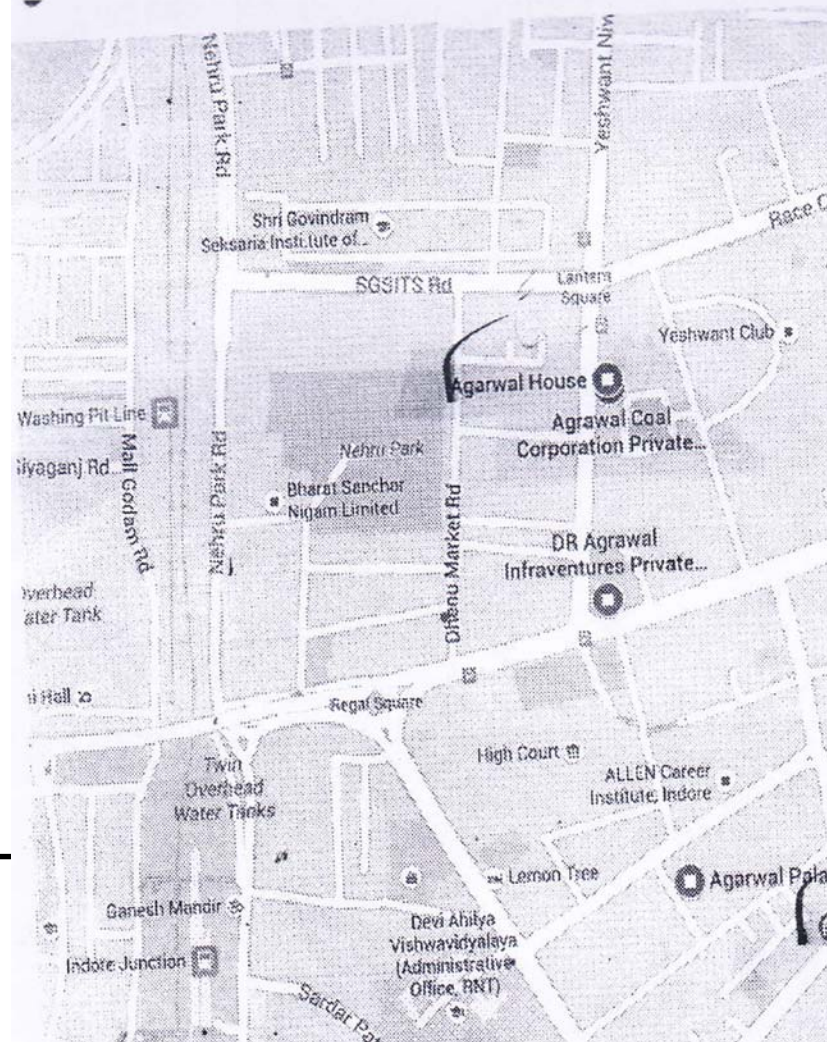 Nehru Park Rd
Yeshwant Niw
Shri Govindram
Seksaria Institute of...
Race C
SGSITS Rd
Lantern
Square
Yeshwant Club
Agarwal House
Washing Pit Line
Agrawal Coal
Corporation Private...
Siyaganj Rd...
Mall Godam Rd
Nehru Park Rd
Nehru Park
Bharat Sanchar
Nigam Limited
Dhenu Market Rd
DR Agrawal
Infraventures Private...
Overhead
ater Tank
ni Hall
Regal Square
High Court
Twin
Overhead
Water Tanks
ALLEN Career
Institute, Indore
Lemon Tree
Agarwal Pala
Ganesh Mandir
Devi Ahilya
Vishwavidyalaya
(Administrative
Office, RNT)
Indore Junction
Sardar Pat